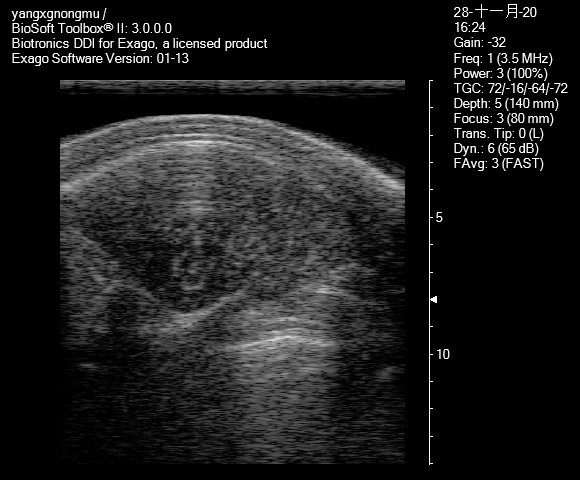 yangxgnongmu /
BioSoft Toolbox® II: 3.0.0.0
Biotronics DDI for Exago, a licensed product
Exago Software Version: 01-13
28-十一月-20
16:24
Gain: -32
Freq: 1 (3.5 MHz)
Power: 3 (100%)
TGC: 72/-16/-64/-72
Depth: 5 (140 mm)
Focus: 3 (80 mm)
Trans. Tip: 0 (L)
Dyn.: 6 (65 dB)
FAvg: 3 (FAST)
5
10